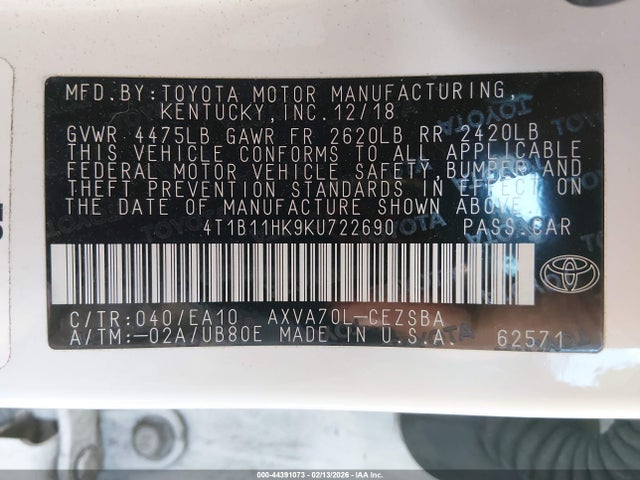 MFD.BY:TOYOTA MOTOR MANUFACTURING,
KENTUCKY,INC.12/18
GVWR 4475LB GAWR FR 2620LB RR 2420LB
THIS VEHICLE CONFORMS TO ALL APPLICABLE
FEDERAL MOTOR VEHICLE SAFETY,BUMPER,AND
THEFT PREVENTION STANDARDS IN EFFECT ON
THE DATE OF MANUFACTURE SHOWN ABOVE.
4T1B11HK9KU722690 PASS.CAR
C/TR:040/EA10 AXVA70L-CEZSBA
A/TM:-02A/UB80E MADE IN U.S.A. 62571
000-44391073 - 02/13/2026 - Copyright IAA, Inc.